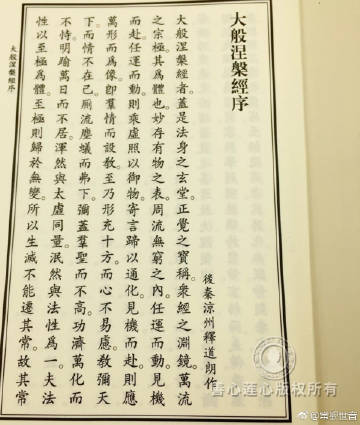 大般涅槃經序
後秦涼州釋道朗作
大般涅槃經者。蓋是法身之玄堂。正覺之實稱。衆經之淵鏡。萬流
之宗極。其爲體也。妙存有物之表。周流無窮之內。任運而動。見機
而赴。任運而動。則乘虛照以御物。寄言蹄以通化。見機而赴。則應
萬形而爲像。即羣情而設教。至乃形充十方。而心不易慮。教彌天
下。而情不在己。厠流塵蟻而弗下。彌蓋羣聖而不高。功濟萬化而
不恃。明瑜萬日而不居。渾然與太虛同量。泯然與法性爲一。夫法
性以至極爲體。至極則歸於無變。所以生滅不能遷其常。故其常
大般涅槃經序
善心莲心版权所有
@常觀世音